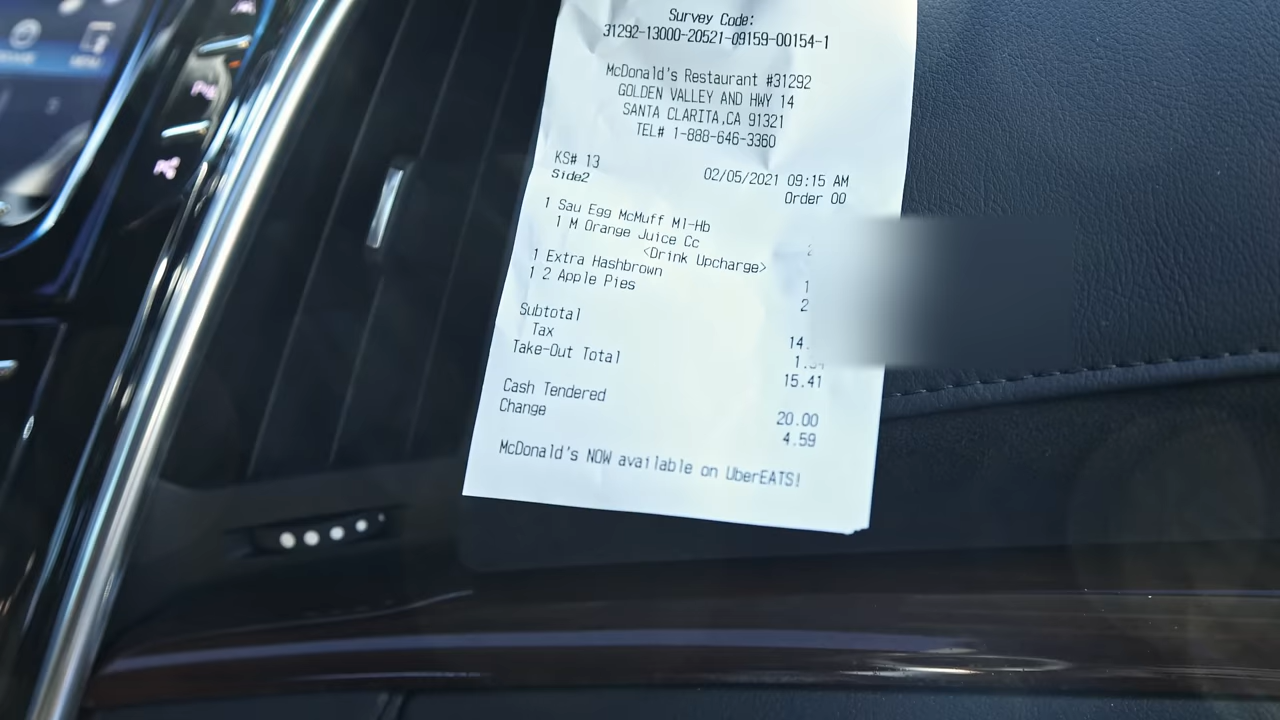 Survey Code:
31292-13000-20521-09159-00154-1
McDonald's Restaurant #31292
GOLDEN VALLEY AND HWY 14
SANTA CLARITA,CA 91321
TEL# 1-888-646-3360
KS# 13 02/05/2021 09:15 AM
Side2 Order 00
1 Sau Egg McMuff Ml-Hb
1 M Orange Juice Cc
<Drink Upcharge>
1 Extra Hashbrown 1
1 2 Apple Pies 2
Subtotal 14.
Tax
Take-Out Total 15.41
Cash Tendered 20.00
Change 4.59
McDonald's NOW available on UberEATS!